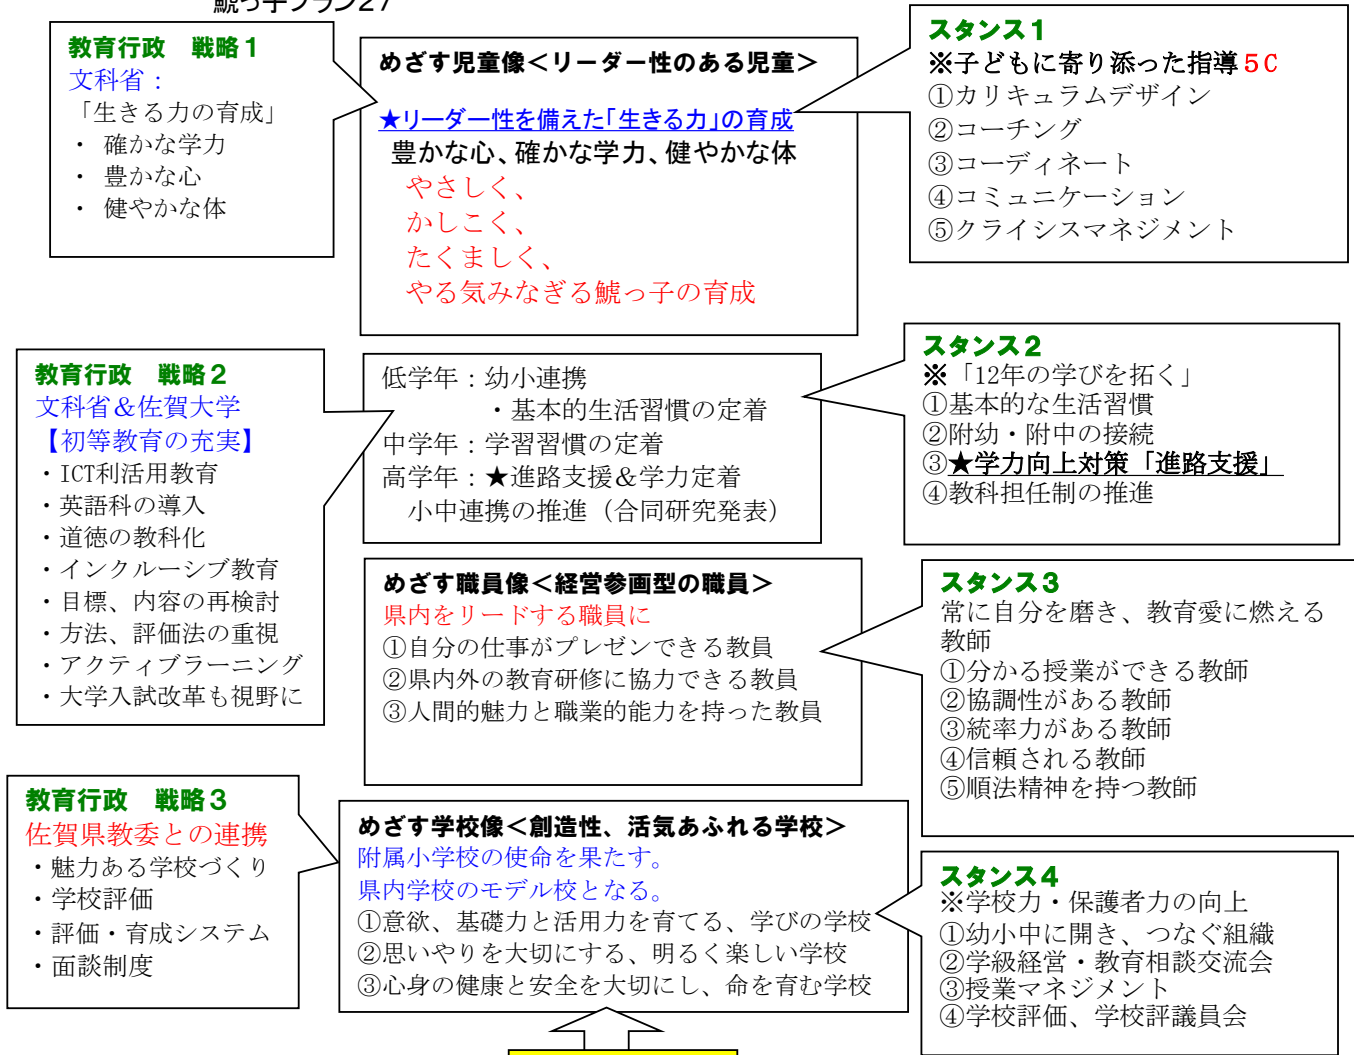 鯱っ子プラン27
教育行政　戦略1
文科省：
「生きる力の育成」
・ 確かな学力
・ 豊かな心
・ 健やかな体
めざす児童像＜リーダー性のある児童＞
★リーダー性を備えた「生きる力」の育成
豊かな心、確かな学力、健やかな体
やさしく、
かしこく、
たくましく、
やる気みなぎる鯱っ子の育成
スタンス1
※子どもに寄り添った指導５C
①カリキュラムデザイン
②コーチング
③コーディネート
④コミュニケーション
⑤クライシスマネジメント
教育行政　戦略２
文科省＆佐賀大学
【初等教育の充実】
・ICT利活用教育
・英語科の導入
・道徳の教科化
・インクルーシブ教育
・目標、内容の再検討
・方法、評価法の重視
・アクティブラーニング
・大学入試改革も視野に
低学年：幼小連携
・基本的生活習慣の定着
中学年：学習習慣の定着
高学年：★進路支援＆学力定着
小中連携の推進（合同研究発表）
スタンス２
※「12年の学びを拓く」
①基本的な生活習慣
②附幼・附中の接続
③★学力向上対策「進路支援」
④教科担任制の推進
めざす職員像＜経営参画型の職員＞
県内をリードする職員に
①自分の仕事がプレゼンできる教員
②県内外の教育研修に協力できる教員
③人間的魅力と職業的能力を持った教員
スタンス３
常に自分を磨き、教育愛に燃える
教師
①分かる授業ができる教師
②協調性がある教師
③統率力がある教師
④信頼される教師
⑤順法精神を持つ教師
教育行政　戦略３
佐賀県教委との連携
・魅力ある学校づくり
・学校評価
・評価・育成システム
・面談制度
めざす学校像＜創造性、活気あふれる学校＞
附属小学校の使命を果たす。
県内学校のモデル校となる。
①意欲、基礎力と活用力を育てる、学びの学校
②思いやりを大切にする、明るく楽しい学校
③心身の健康と安全を大切にし、命を育む学校
スタンス4
※学校力・保護者力の向上
①幼小中に開き、つなぐ組織
②学級経営・教育相談交流会
③授業マネジメント
④学校評価、学校評議員会